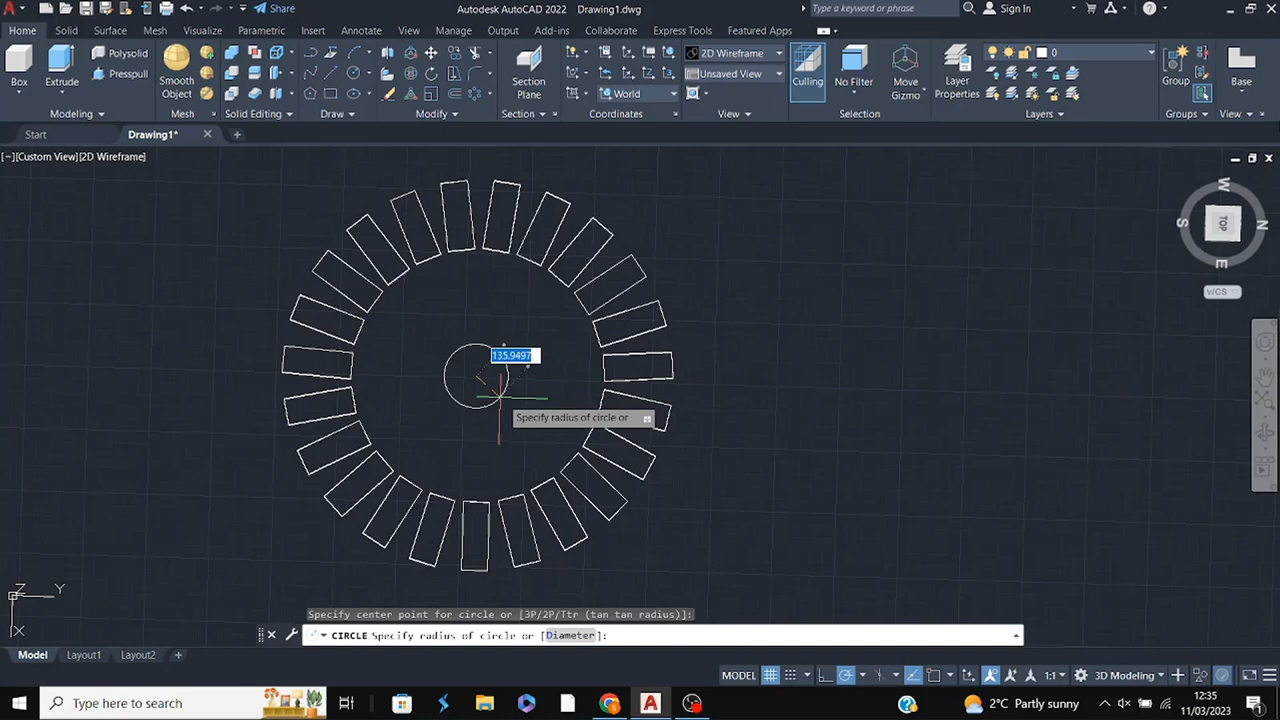 A Share Autodesk AutoCAD 2022 Drawing1.dwg Type a keyword or phrase Sign In
Home Solid Surface Mesh Visualize Parametric Insert Annotate View Manage Output Add-ins Collaborate Express Tools Featured Apps
Polysolid 2D Wireframe 0
Presspull Unsaved View
Box Extrude Smooth Object Section Plane World Culling No Filter Move Gizmo Layer Properties Group Base
Modeling Mesh Solid Editing Draw Modify Section Coordinates View Selection Layers Groups View
Start Drawing1* +
[−][Custom View][2D Wireframe]
W
S TOP N
E
WCS
135.9497
Specify radius of circle or
Z Y
X
Specify center point for circle or [3P/2P/Ttr (tan tan radius)]:
CIRCLE Specify radius of circle or [Diameter]:
Model Layout1 Layout2 +
MODEL 1:1 3D Modeling
Type here to search A 2°C Partly sunny 12:35
11/03/2023 1